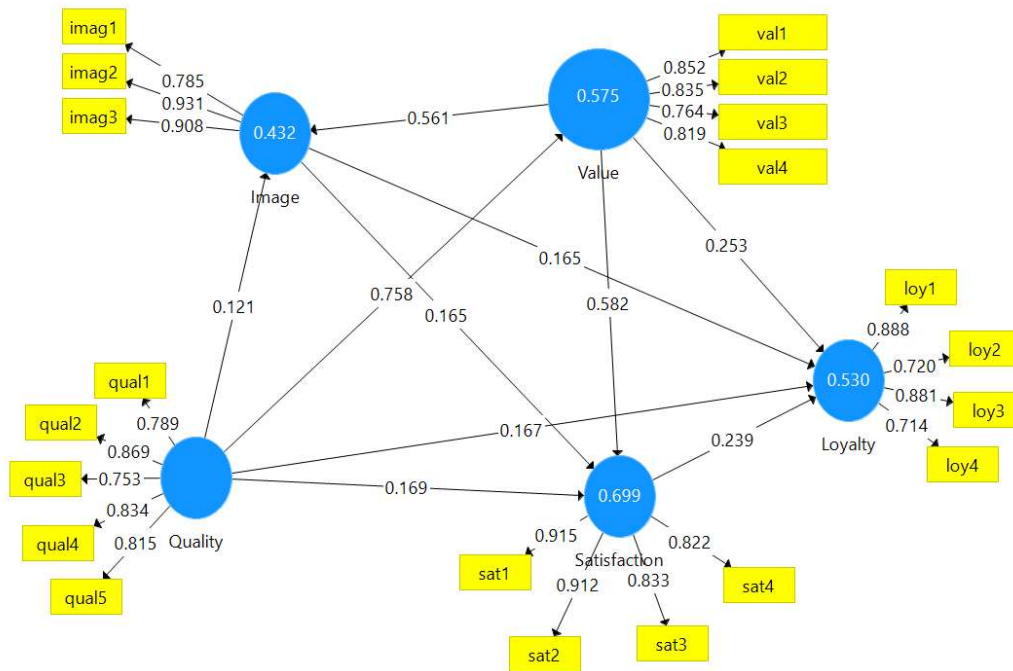 imag1
imag2
imag3
0.785
0.931
0.908
0.432
Image
0.561
0.575
Value
0.852
0.835
0.764
0.819
val1
val2
val3
val4
0.121
0.758
0.165
0.165
0.582
0.253
qual1
qual2
qual3
qual4
qual5
0.789
0.869
0.753
0.834
0.815
Quality
0.167
0.169
0.239
0.530
Loyalty
0.888
0.720
0.881
0.714
loy1
loy2
loy3
loy4
0.699
Satisfaction
0.915
0.912
0.833
0.822
sat1
sat2
sat3
sat4